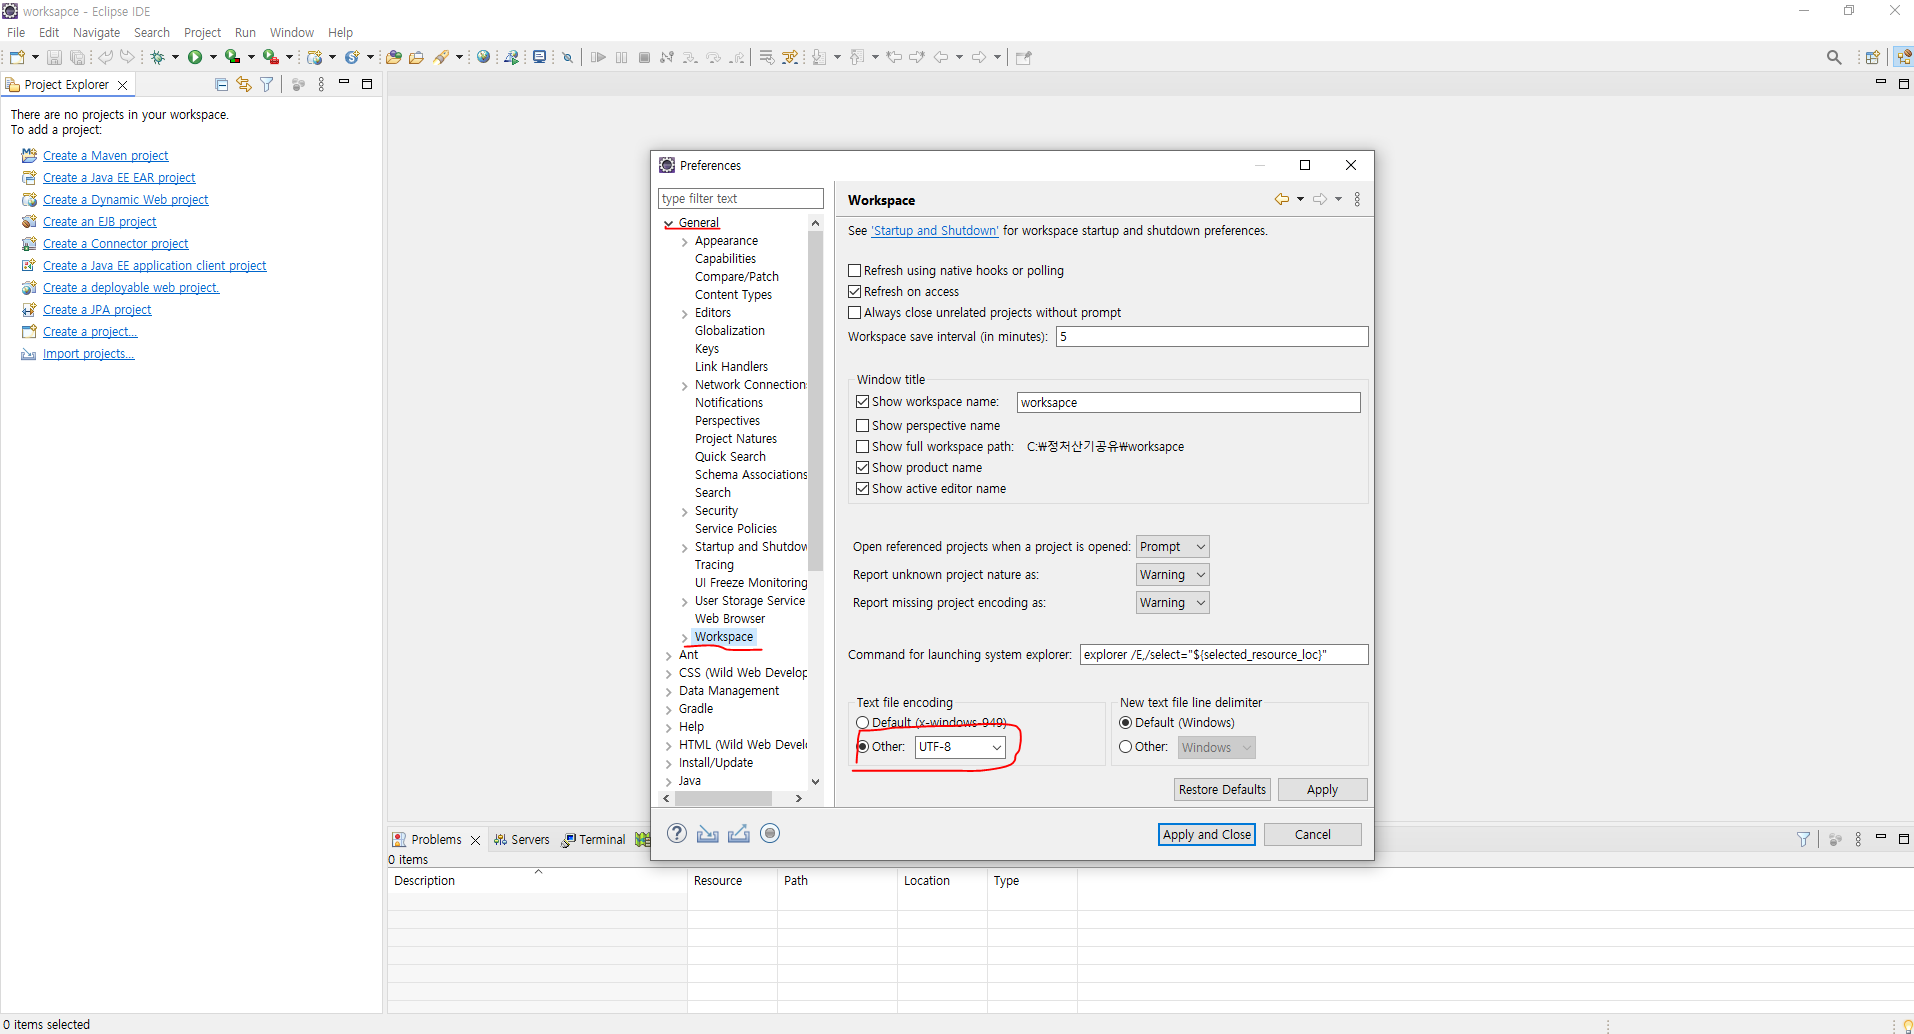 worksapce - Eclipse IDE
File Edit Navigate Search Project Run Window Help
Project Explorer
There are no projects in your workspace.
To add a project:
Create a Maven project
Create a Java EE EAR project
Create a Dynamic Web project
Create an EJB project
Create a Connector project
Create a Java EE application client project
Create a deployable web project.
Create a JPA project
Create a project...
Import projects...
Preferences
type filter text
General
Appearance
Capabilities
Compare/Patch
Content Types
Editors
Globalization
Keys
Link Handlers
Network Connection
Notifications
Perspectives
Project Natures
Quick Search
Schema Associations
Search
Security
Service Policies
Startup and Shutdow
Tracing
UI Freeze Monitoring
User Storage Service
Web Browser
Workspace
Ant
CSS (Wild Web Develop
Data Management
Gradle
Help
HTML (Wild Web Devel
Install/Update
Java
Workspace
See 'Startup and Shutdown' for workspace startup and shutdown preferences.
Refresh using native hooks or polling
Refresh on access
Always close unrelated projects without prompt
Workspace save interval (in minutes): 5
Window title
Show workspace name: worksapce
Show perspective name
Show full workspace path: C:₩정처산기공유₩worksapce
Show product name
Show active editor name
Open referenced projects when a project is opened: Prompt
Report unknown project nature as: Warning
Report missing project encoding as: Warning
Command for launching system explorer: explorer /E,/select="${selected_resource_loc}"
Text file encoding
Default (x-windows-949)
Other: UTF-8
New text file line delimiter
Default (Windows)
Other: Windows
Restore Defaults Apply
Apply and Close Cancel
Problems Servers Terminal
0 items
Description Resource Path Location Type
0 items selected